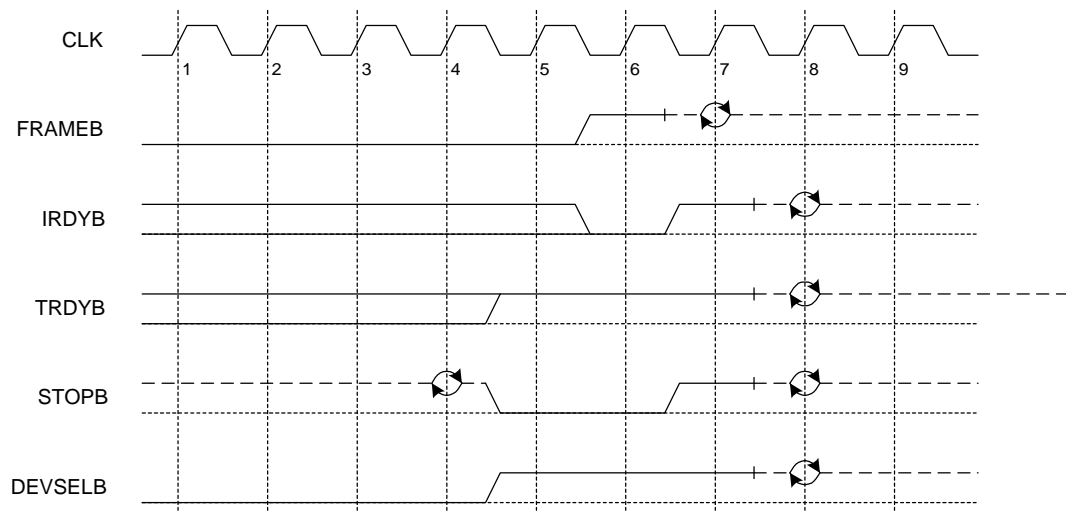 CLK
1 2 3 4 5 6 7 8 9
FRAMEB
IRDYB
TRDYB
STOPB
DEVSELB